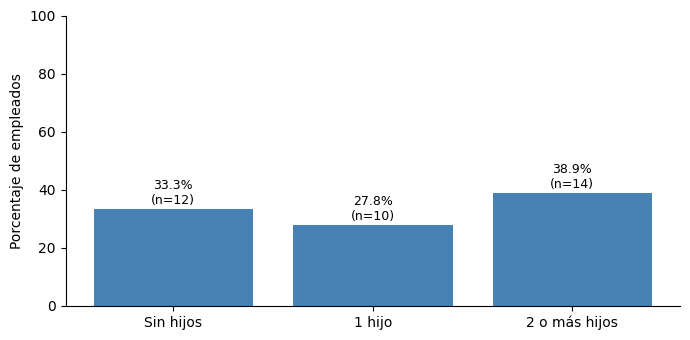 Porcentaje de empleados
100
80
60
40
20
0
33.3%
(n=12)
27.8%
(n=10)
38.9%
(n=14)
Sin hijos
1 hijo
2 o más hijos